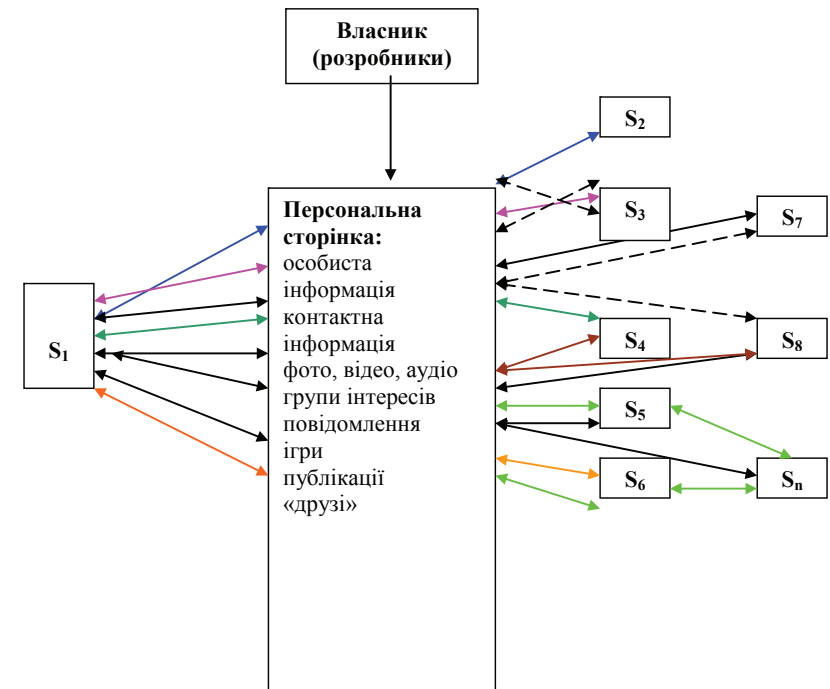 Власник
(розробники)
S₂
Персональна
сторінка:
особиста
інформація
контактна
інформація
фото, відео, аудіо
групи інтересів
повідомлення
ігри
публікації
«друзі»
S₁
S₃
S₇
S₄
S₈
S₅
S₆
Sₙ